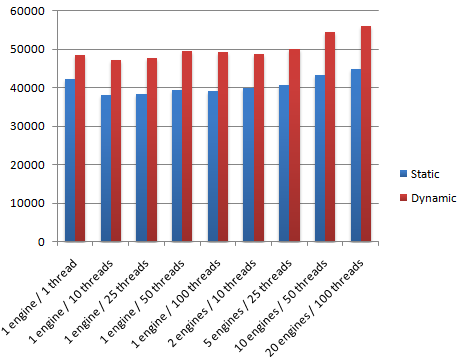 60000
50000
40000
30000
20000
10000
0
Static
Dynamic
1 engine / 1 thread
1 engine / 10 threads
1 engine / 25 threads
1 engine / 50 threads
1 engine / 100 threads
2 engines / 10 threads
5 engines / 25 threads
10 engines / 50 threads
20 engines / 100 threads